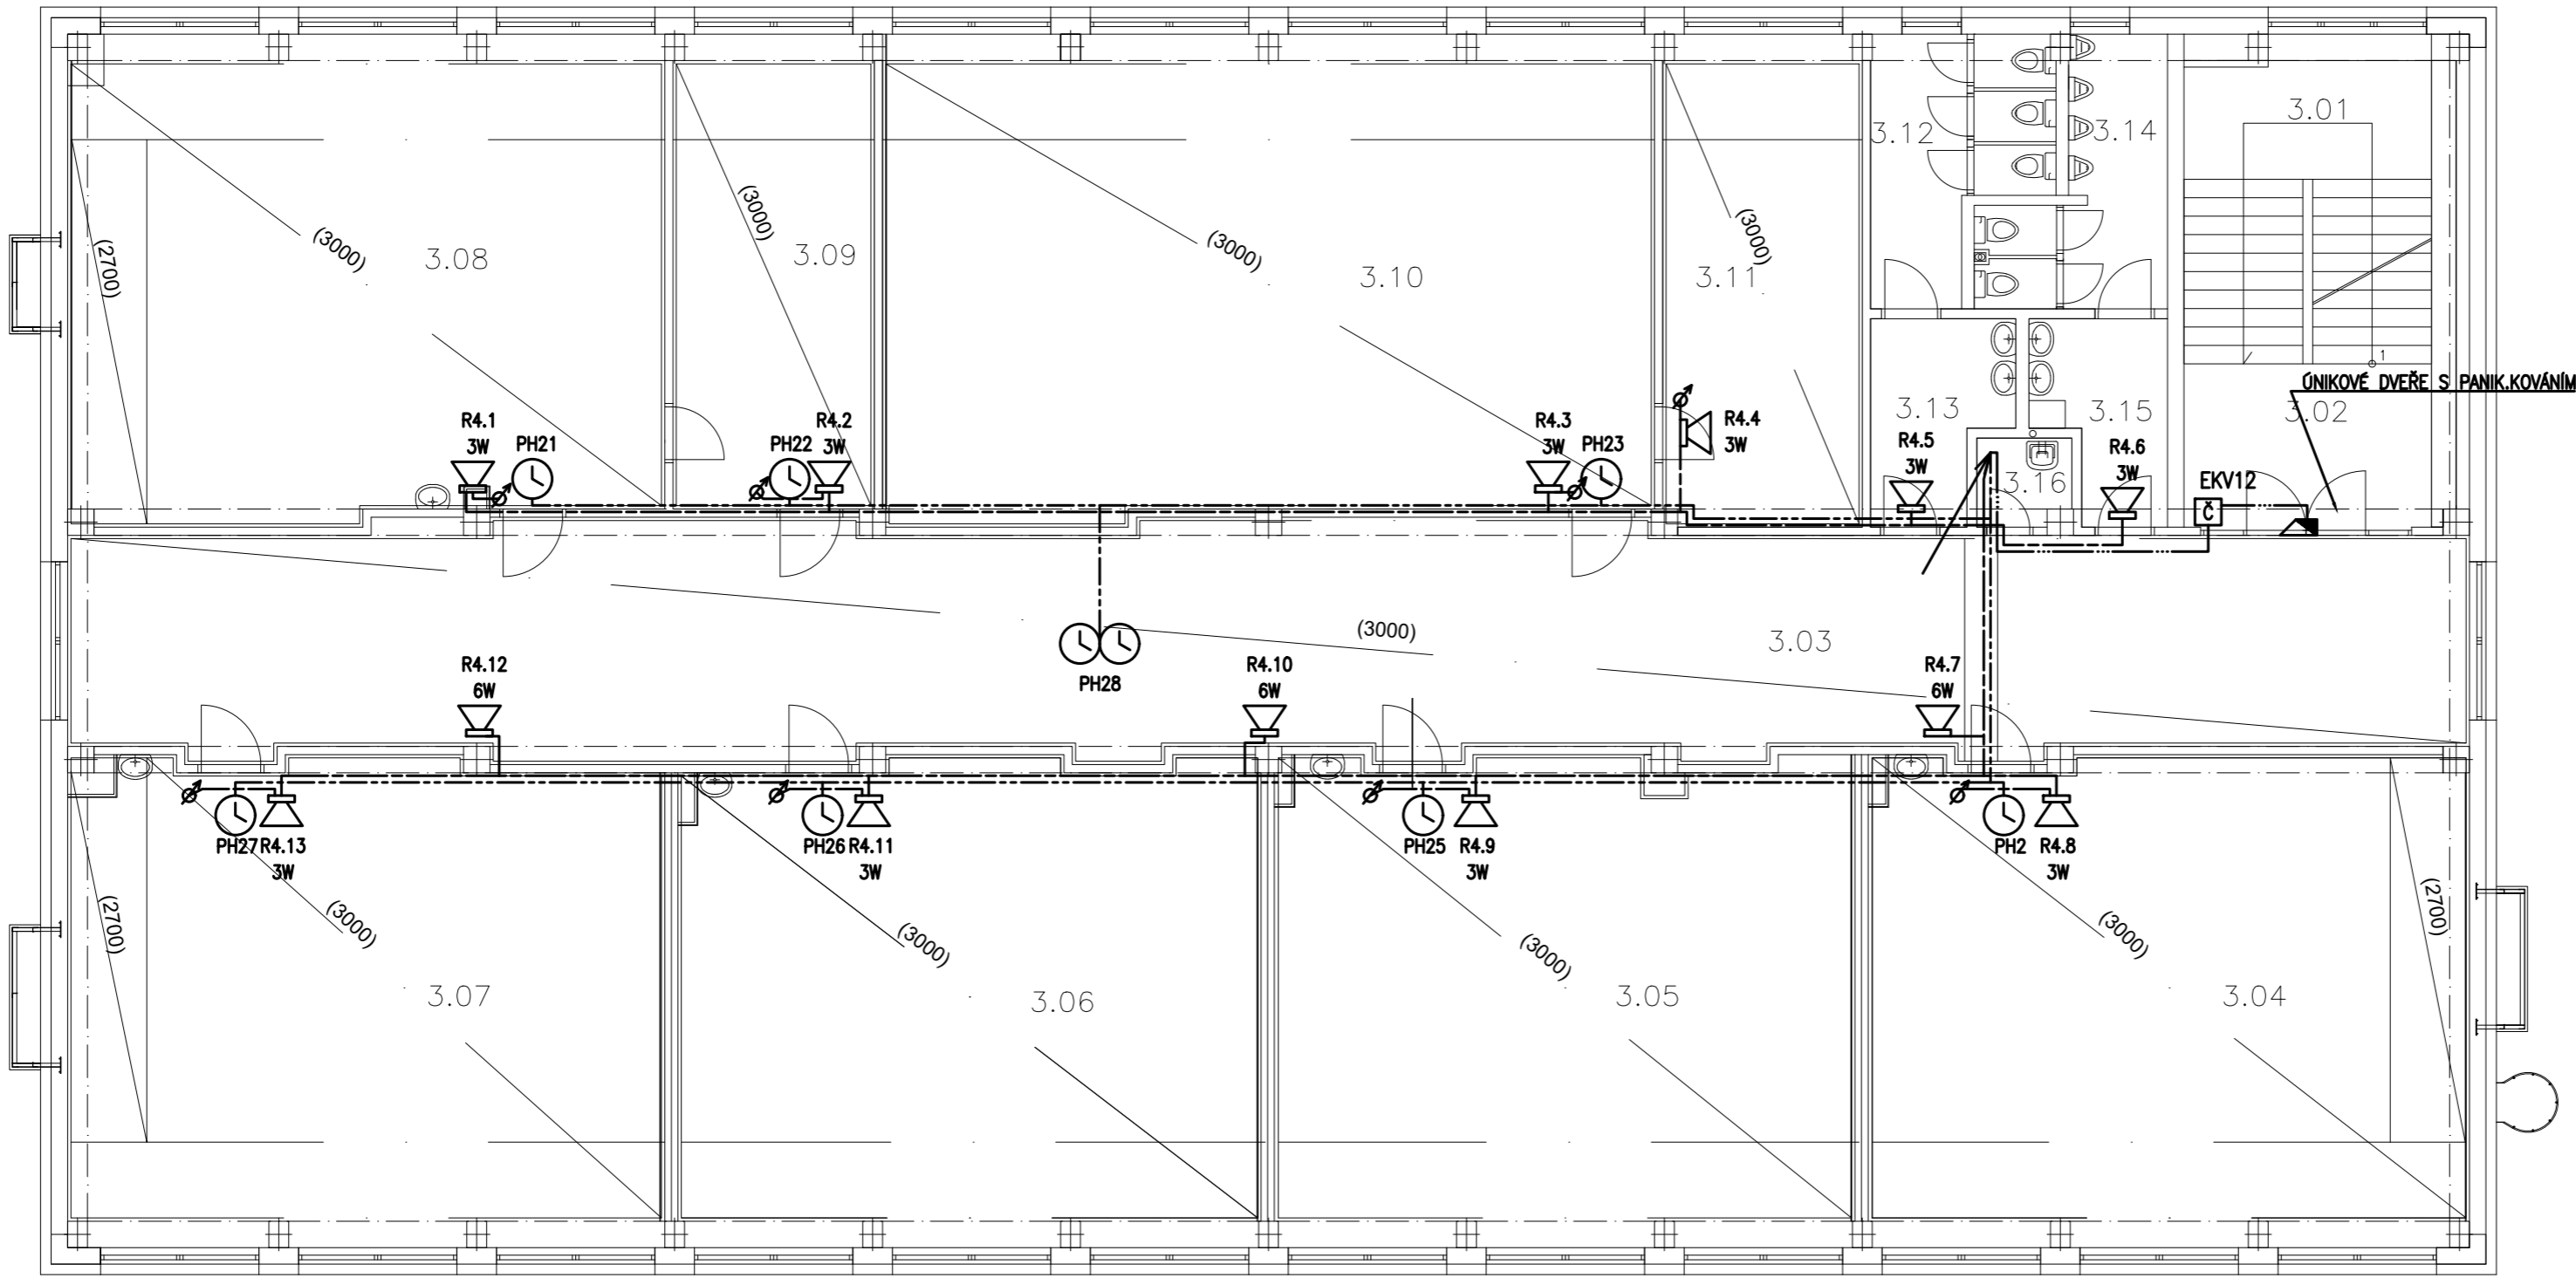 3.01
3.12
3.14
(3000)
(3000)
(3000)
(3000)
(2700)
3.08
3.09
3.10
3.11
1
ÚNIKOVÉ DVEŘE S PANIK.KOVÁNÍM
3.13
3.15
3.02
R4.1
3W
PH21
PH22
R4.2
3W
R4.3
3W
PH23
R4.4
3W
R4.5
3W
3.16
R4.6
3W
EKV12
Č
(3000)
3.03
R4.12
6W
PH28
R4.10
6W
R4.7
6W
PH27
R4.13
3W
PH26
R4.11
3W
PH25
R4.9
3W
PH2
R4.8
3W
(2700)
(3000)
(3000)
(3000)
(3000)
(2700)
3.07
3.06
3.05
3.04